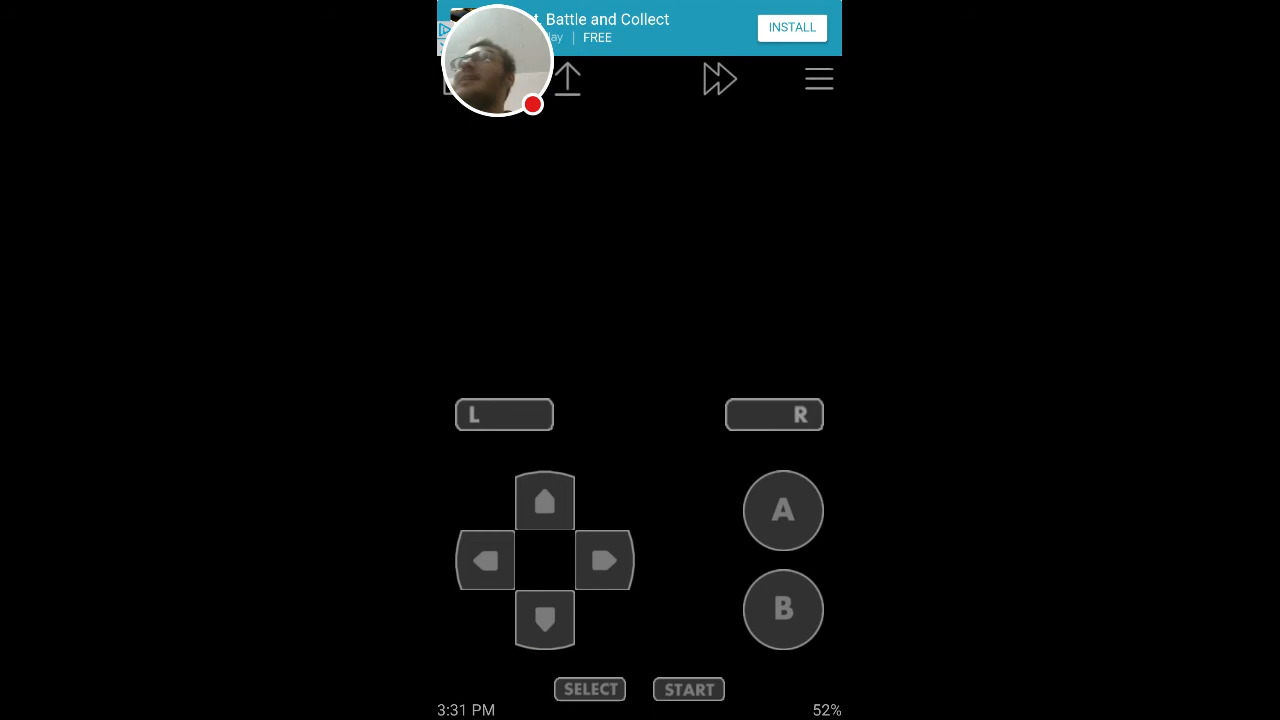 Battle and Collect
FREE
INSTALL
L
R
A
B
SELECT
START
3:31 PM
52%